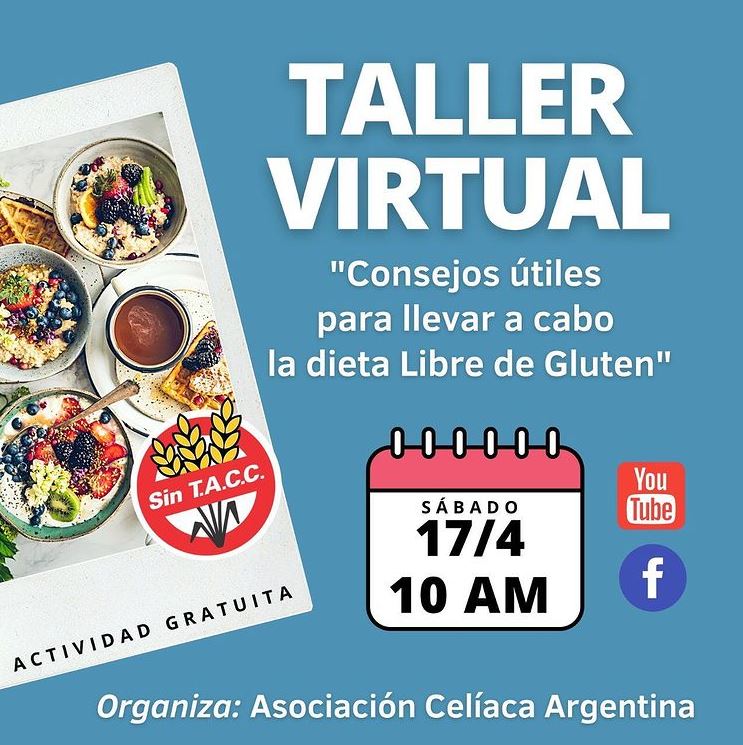 TALLER
VIRTUAL
"Consejos útiles
para llevar a cabo
la dieta Libre de Gluten"
Sin T.A.C.C.
SÁBADO
17/4
10 AM
You
Tube
f
ACTIVIDAD GRATUITA
Organiza: Asociación Celíaca Argentina